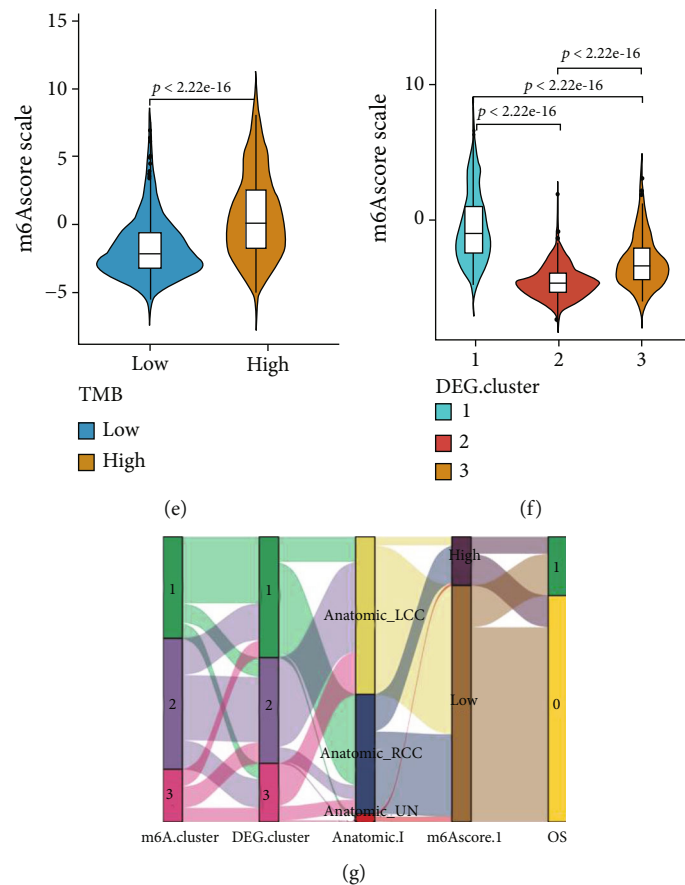 15
10
5
0
−5
m6Ascore scale
p < 2.22e-16
Low
High
TMB
Low
High
(e)
10
0
m6Ascore scale
p < 2.22e-16
p < 2.22e-16
p < 2.22e-16
1
2
3
DEG.cluster
1
2
3
(f)
1
2
3
1
2
3
Anatomic_LCC
Anatomic_RCC
Anatomic_UN
High
Low
1
0
m6A.cluster
DEG.cluster
Anatomic.I
m6Ascore.1
OS
(g)